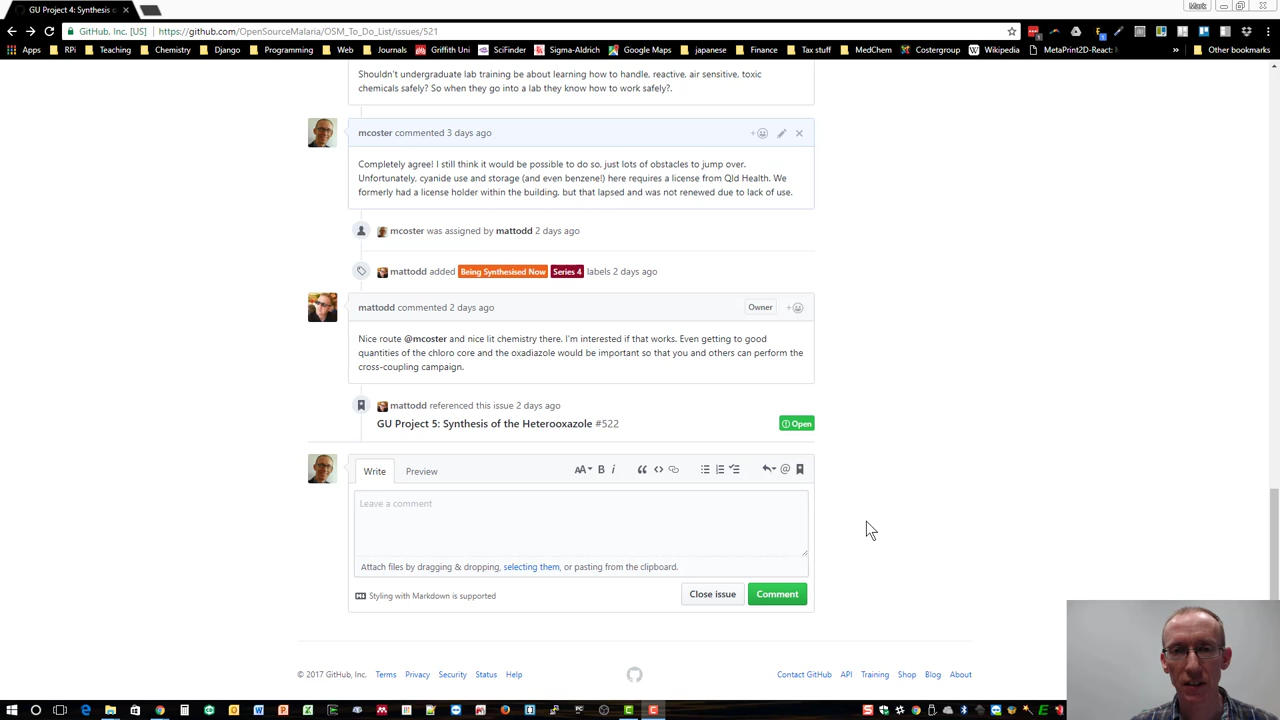 GU Project 4: Synthesis o
Mark
GitHub, Inc. [US]
https://github.com/OpenSourceMalaria/OSM_To_Do_List/issues/521
Apps
RPi
Teaching
Chemistry
Django
Programming
Web
Journals
Griffith Uni
SciFinder
Sigma-Aldrich
Google Maps
japanese
Finance
Tax stuff
MedChem
Costergroup
Wikipedia
MetaPrint2D-React:
»
Other bookmarks
Shouldn't undergraduate lab training be about learning how to handle, reactive, air sensitive, toxic
chemicals safely? So when they go into a lab they know how to work safely?.
mcoster commented 3 days ago
Completely agree! I still think it would be possible to do so, just lots of obstacles to jump over.
Unfortunately, cyanide use and storage (and even benzene!) here requires a license from Qld Health. We
formerly had a license holder within the building, but that lapsed and was not renewed due to lack of use.
mcoster was assigned by mattodd 2 days ago
mattodd added Being Synthesised Now Series 4 labels 2 days ago
mattodd commented 2 days ago
Owner
Nice route @mcoster and nice lit chemistry there. I'm interested if that works. Even getting to good
quantities of the chloro core and the oxadiazole would be important so that you and others can perform the
cross-coupling campaign.
mattodd referenced this issue 2 days ago
GU Project 5: Synthesis of the Heterooxazole #522
Open
Write
Preview
Leave a comment
Attach files by dragging & dropping, selecting them, or pasting from the clipboard.
Styling with Markdown is supported
Close issue
Comment
© 2017 GitHub, Inc.
Terms
Privacy
Security
Status
Help
Contact GitHub
API
Training
Shop
Blog
About